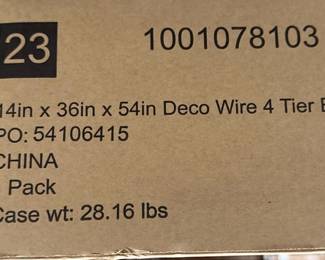 23
1001078103
14in x 36in x 54in Deco Wire 4 Tier
PO: 54106415
CHINA
Pack
Case wt: 28.16 lbs